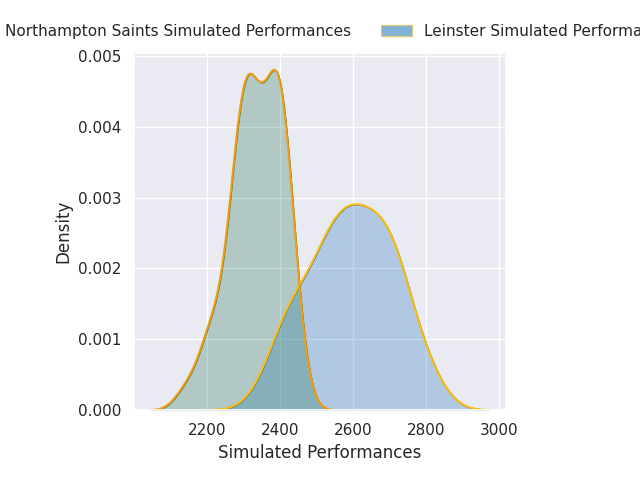 Northampton Saints Simulated Performances
Leinster Simulated Performa
0.005
0.004
0.003
0.002
0.001
0.000
Density
2200
2400
2600
2800
3000
Simulated Performances